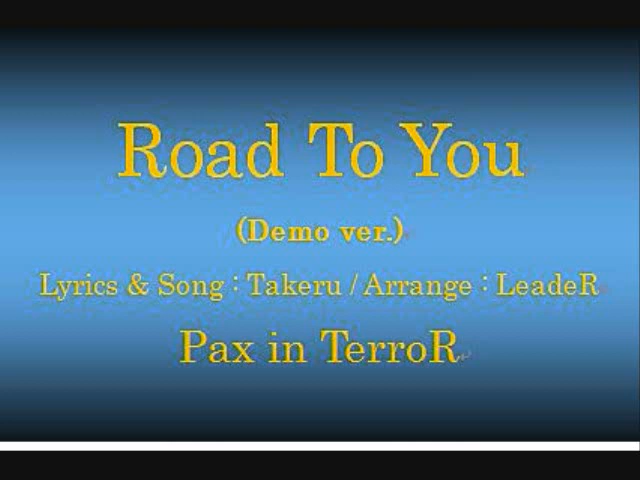 Road To You
(Demo ver.)
Lyrics & Song : Takeru / Arrange : LeadeR
Pax in TerroR